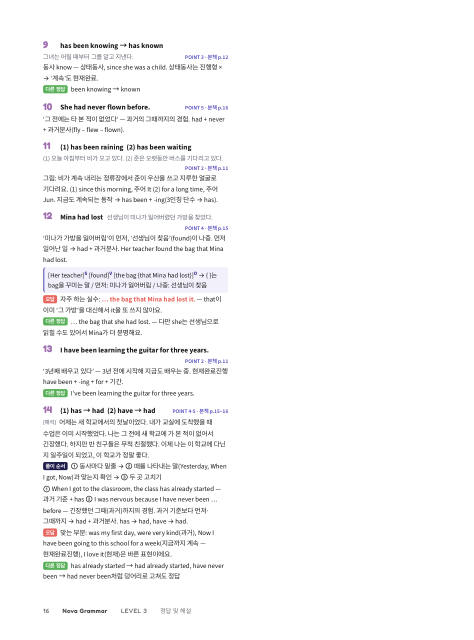 9 has been knowing → has known
그녀는 어릴 때부터 그를 알고 지낸다. POINT 3 · 본책 p.12
동사 know — 상태동사, since she was a child. 상태동사는 진행형 ×
→ '계속'도 현재완료.
다른 정답 been knowing → known
10 She had never flown before. POINT 5 · 본책 p.16
'그 전에는 타 본 적이 없었다' — 과거의 그때까지의 경험. had + never
+ 과거분사(fly – flew – flown).
11 (1) has been raining (2) has been waiting
(1) 오늘 아침부터 비가 오고 있다. (2) 준은 오랫동안 버스를 기다리고 있다.
POINT 2 · 본책 p.11
그림: 비가 계속 내리는 정류장에서 준이 우산을 쓰고 지루한 얼굴로
기다려요. (1) since this morning, 주어 It (2) for a long time, 주어
Jun. 지금도 계속되는 동작 → has been + -ing(3인칭 단수 → has).
12 Mina had lost 선생님이 미나가 잃어버렸던 가방을 찾았다.
POINT 4 · 본책 p.15
'미나가 가방을 잃어버림'이 먼저, '선생님이 찾음'(found)이 나중. 먼저
일어난 일 → had + 과거분사. Her teacher found the bag that Mina
had lost.
[Her teacher]S [found]V [the bag (that Mina had lost)]O → ( )는
bag을 꾸미는 말 / 먼저: 미나가 잃어버림 / 나중: 선생님이 찾음
오답 자주 하는 실수: … the bag that Mina had lost it. — that이
이미 '그 가방'을 대신해서 it을 또 쓰지 않아요.
다른 정답 … the bag that she had lost. — 다만 she는 선생님으로
읽힐 수도 있어서 Mina가 더 분명해요.
13 I have been learning the guitar for three years.
POINT 2 · 본책 p.11
'3년째 배우고 있다' — 3년 전에 시작해 지금도 배우는 중. 현재완료진행
have been + -ing + for + 기간.
다른 정답 I've been learning the guitar for three years.
14 (1) has → had (2) have → had POINT 4·5 · 본책 p.15–16
[해석] 어제는 새 학교에서의 첫날이었다. 내가 교실에 도착했을 때
수업은 이미 시작했었다. 나는 그 전에 새 학교에 가 본 적이 없어서
긴장했다. 하지만 반 친구들은 무척 친절했다. 이제 나는 이 학교에 다닌
지 일주일이 되었고, 이 학교가 정말 좋다.
풀이 순서 ① 동사마다 밑줄 → ② 때를 나타내는 말(Yesterday, When
I got, Now)과 맞는지 확인 → ③ 두 곳 고치기
① When I got to the classroom, the class has already started —
과거 기준 + has ② I was nervous because I have never been …
before — 긴장했던 그때(과거)까지의 경험. 과거 기준보다 먼저·
그때까지 → had + 과거분사. has → had, have → had.
오답 맞는 부분: was my first day, were very kind(과거), Now I
have been going to this school for a week(지금까지 계속 —
현재완료진행), I love it(현재)은 바른 표현이에요.
다른 정답 has already started → had already started, have never
been → had never been처럼 덩어리로 고쳐도 정답
16 Nova Grammar LEVEL 3 정답 및 해설